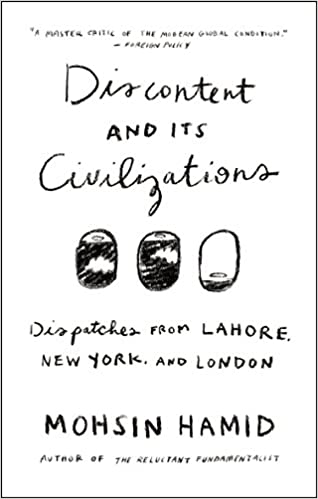 "A MASTER CRITIC OF THE MODERN GLOBAL CONDITION."
— FOREIGN POLICY
Discontent
AND ITS
Civilizations
Dispatches FROM LAHORE,
NEW YORK, AND LONDON
MOHSIN HAMID
AUTHOR OF THE RELUCTANT FUNDAMENTALIST